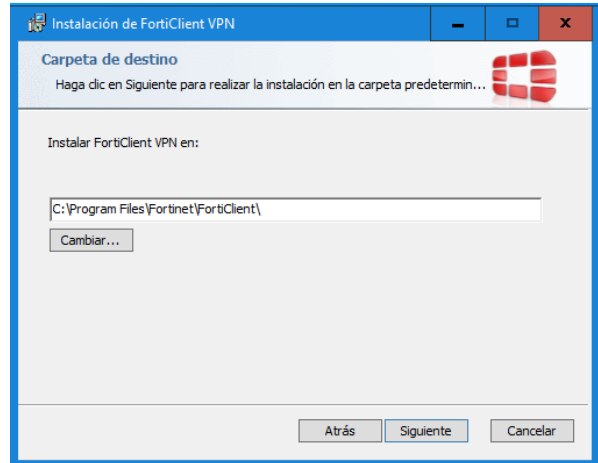 Instalación de FortiClient VPN
Carpeta de destino
Haga clic en Siguiente para realizar la instalación en la carpeta predetermin...
Instalar FortiClient VPN en:
C:\Program Files\Fortinet\FortiClient\
Cambiar...
Atrás Siguiente Cancelar